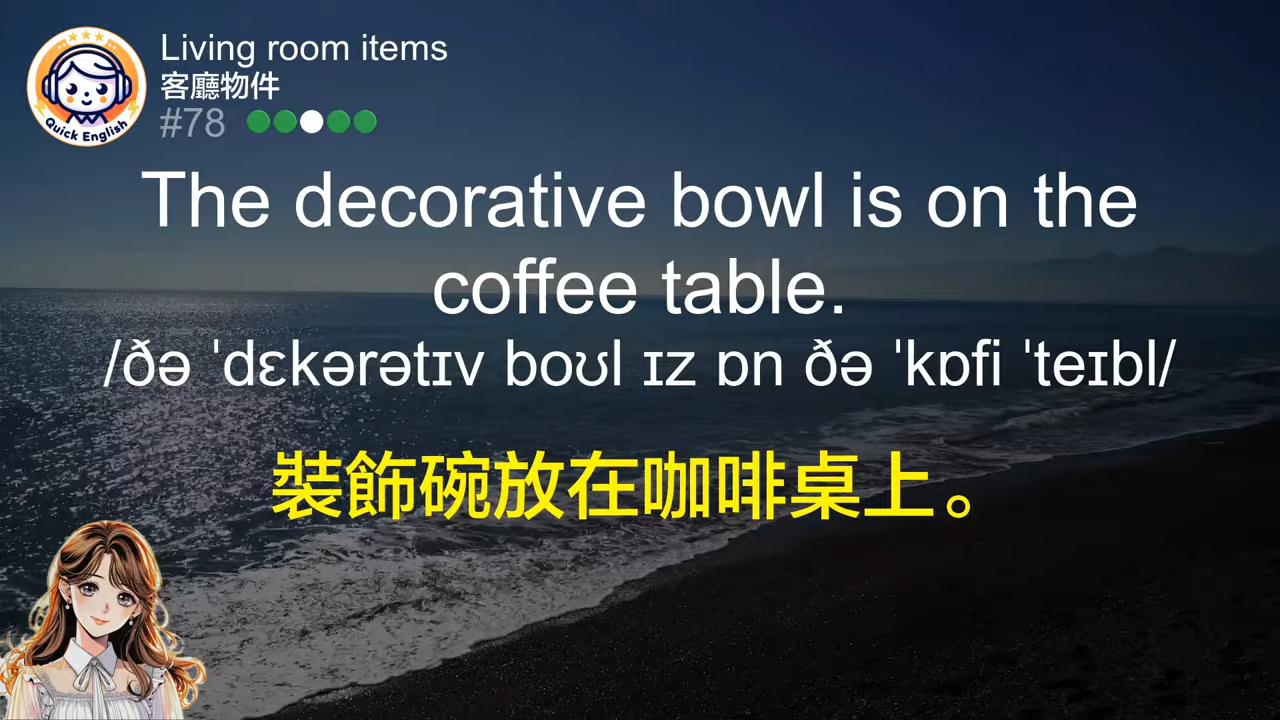 Quick English
Living room items
客廳物件
#78
The decorative bowl is on the
coffee table.
/ðə ˈdɛkərətɪv boʊl ɪz ɒn ðə ˈkɒfi ˈteɪbl/
裝飾碗放在咖啡桌上。